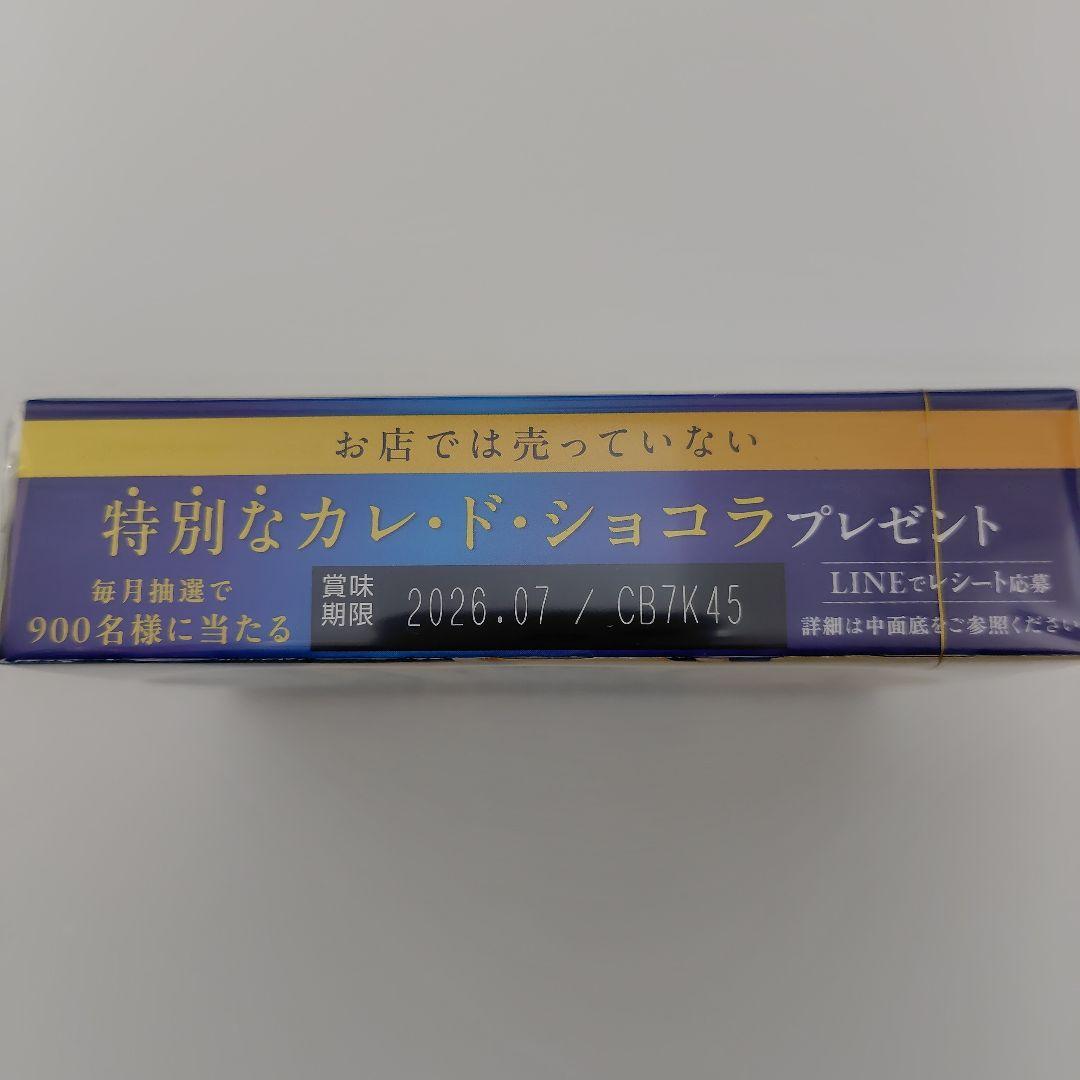 お店では売っていない
特別なカレ・ド・ショコラプレゼント
毎月抽選で
900名様に当たる
賞味
期限
2026.07 / CB7K45
LINEでレシート応募
詳細は中面底をご参照ください